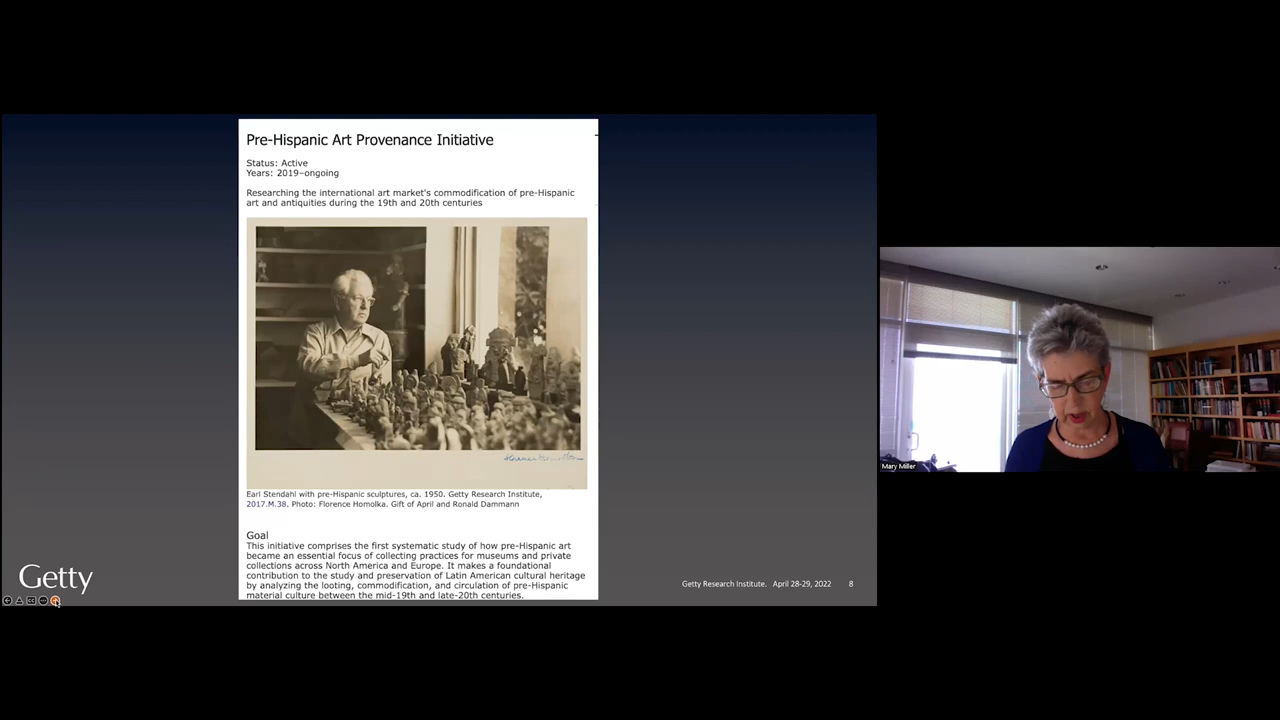 Pre-Hispanic Art Provenance Initiative
Status: Active
Years: 2019–ongoing
Researching the international art market's commodification of pre-Hispanic
art and antiquities during the 19th and 20th centuries
Earl Stendahl with pre-Hispanic sculptures, ca. 1950. Getty Research Institute,
2017.M.38. Photo: Florence Homolka. Gift of April and Ronald Dammann
Goal
This initiative comprises the first systematic study of how pre-Hispanic art
became an essential focus of collecting practices for museums and private
collections across North America and Europe. It makes a foundational
contribution to the study and preservation of Latin American cultural heritage
by analyzing the looting, commodification, and circulation of pre-Hispanic
material culture between the mid-19th and late-20th centuries.
Getty
Getty Research Institute. April 28-29, 2022 8
Mary Miller